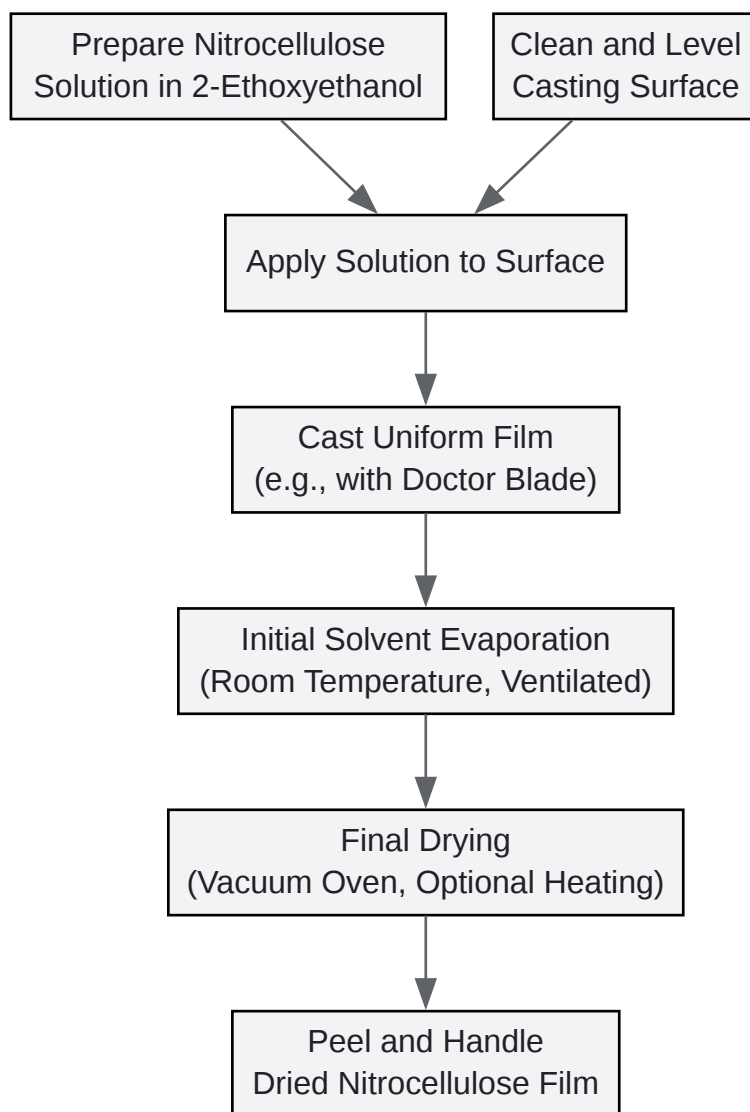 Prepare Nitrocellulose
Solution in 2-Ethoxyethanol
Clean and Level
Casting Surface
Apply Solution to Surface
Cast Uniform Film
(e.g., with Doctor Blade)
Initial Solvent Evaporation
(Room Temperature, Ventilated)
Final Drying
(Vacuum Oven, Optional Heating)
Peel and Handle
Dried Nitrocellulose Film